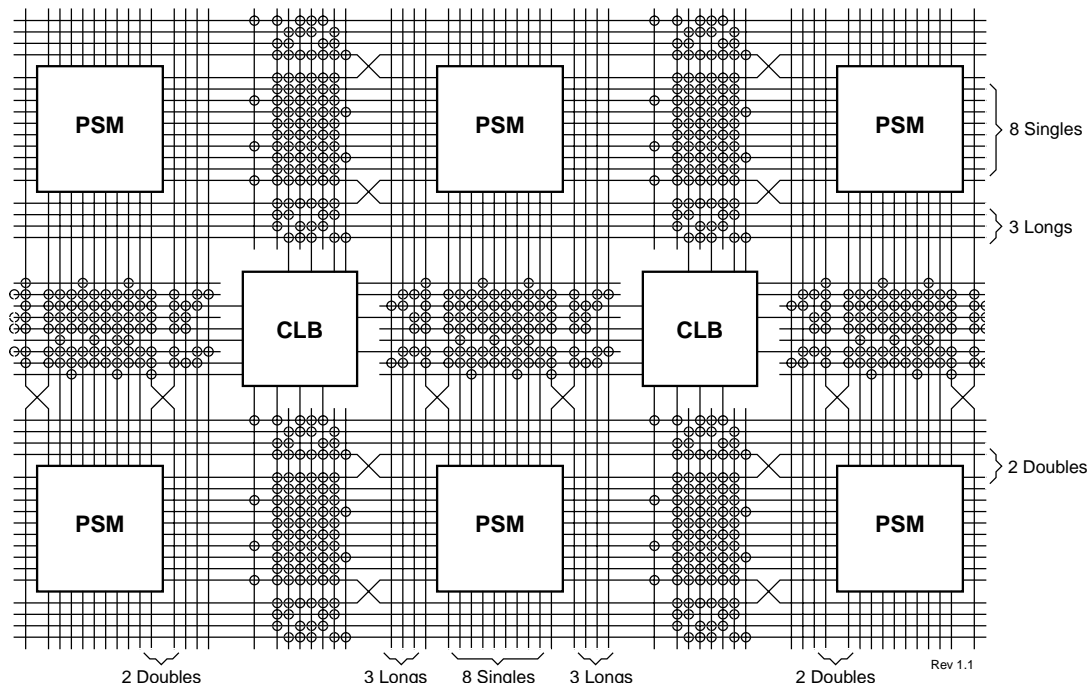 PSM
PSM
PSM
8 Singles
3 Longs
CLB
CLB
2 Doubles
PSM
PSM
PSM
Rev 1.1
2 Doubles
3 Longs
8 Singles
3 Longs
2 Doubles